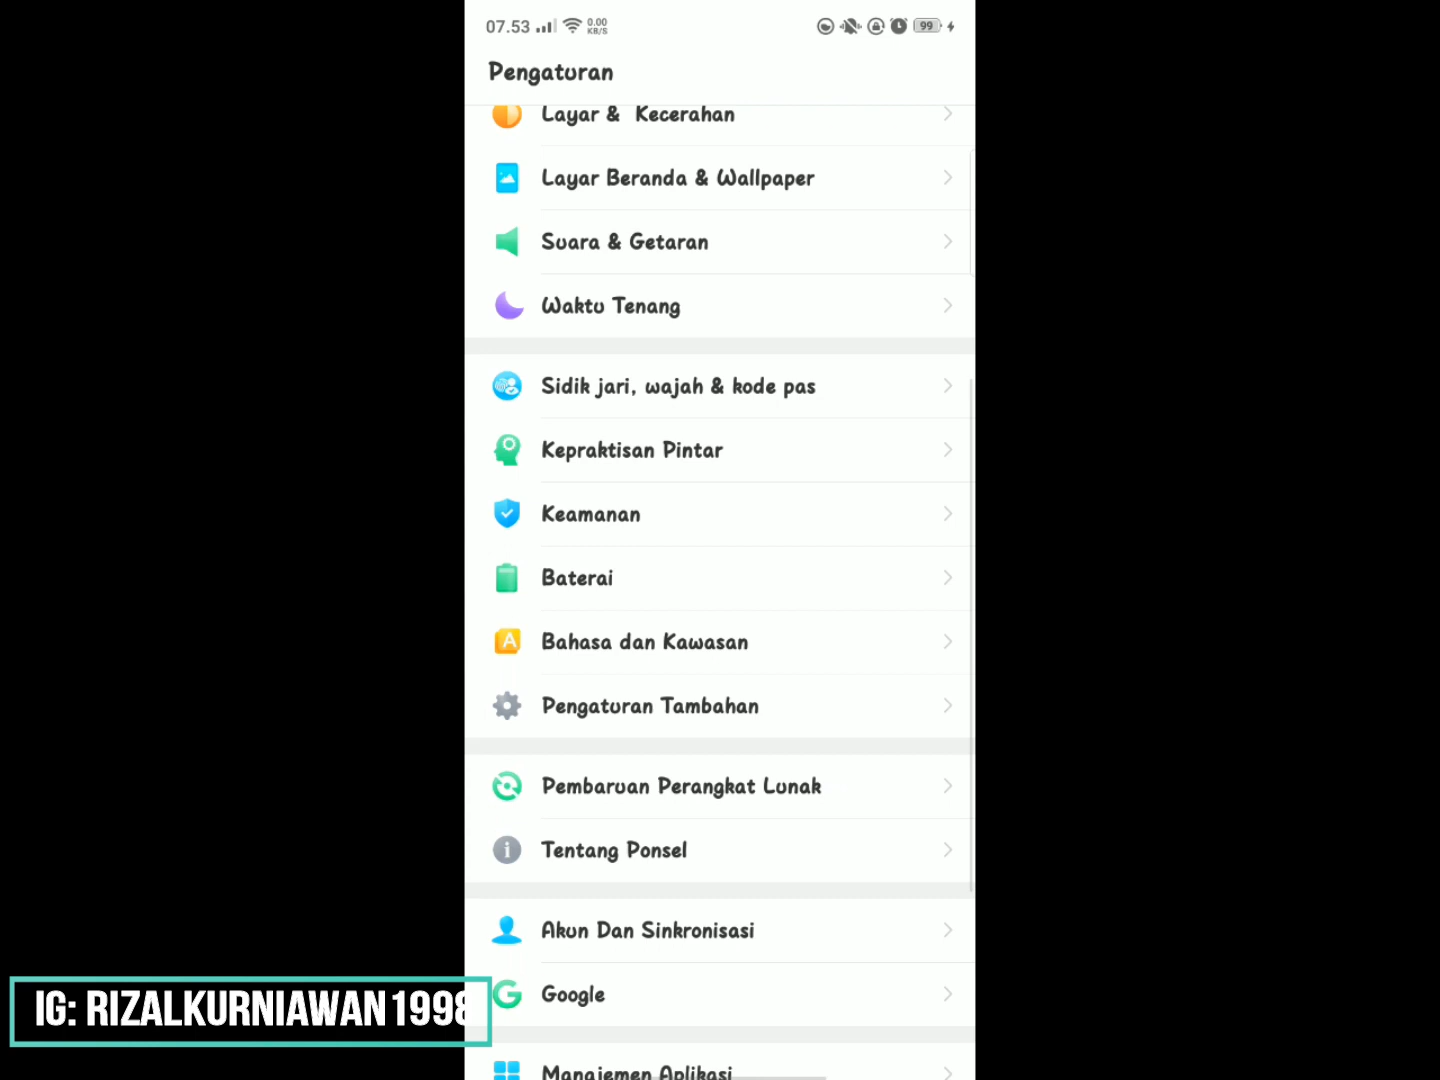 07.53
0.00
KB/S
99
Pengaturan
Layar & Kecerahan
Layar Beranda & Wallpaper
Suara & Getaran
Waktu Tenang
Sidik jari, wajah & kode pas
Kepraktisan Pintar
Keamanan
Baterai
A
Bahasa dan Kawasan
Pengaturan Tambahan
Pembaruan Perangkat Lunak
Tentang Ponsel
Akun Dan Sinkronisasi
Google
Manajemen Aplikasi
IG: RIZALKURNIAWAN1998